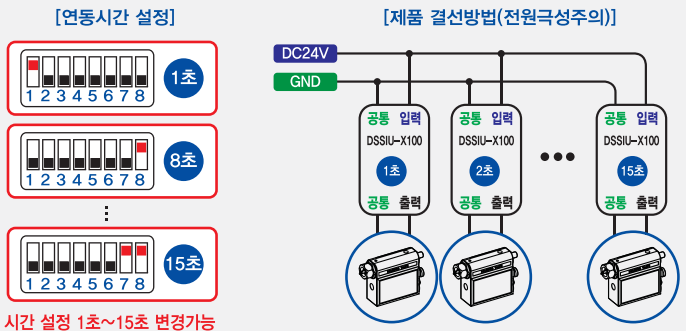 [연동시간 설정]
1 2 3 4 5 6 7 8
1초
1 2 3 4 5 6 7 8
8초
1 2 3 4 5 6 7 8
15초
시간 설정 1초~15초 변경가능
[제품 결선방법(전원극성주의)]
DC24V
GND
공통 입력
DSSIU-X100
1초
공통 출력
공통 입력
DSSIU-X100
2초
공통 출력
공통 입력
DSSIU-X100
15초
공통 출력